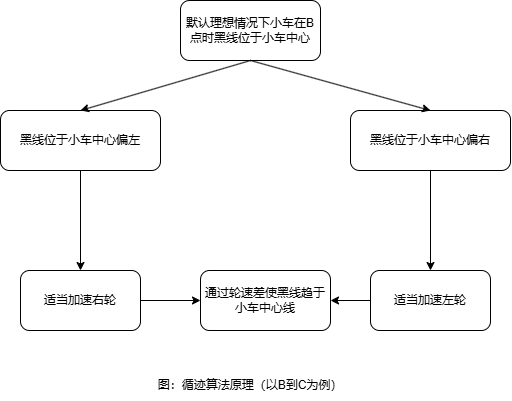 默认理想情况下小车在B
点时黑线位于小车中心
黑线位于小车中心偏左
黑线位于小车中心偏右
适当加速右轮
通过轮速差使黑线趋于
小车中心线
适当加速左轮
图：循迹算法原理（以B到C为例）